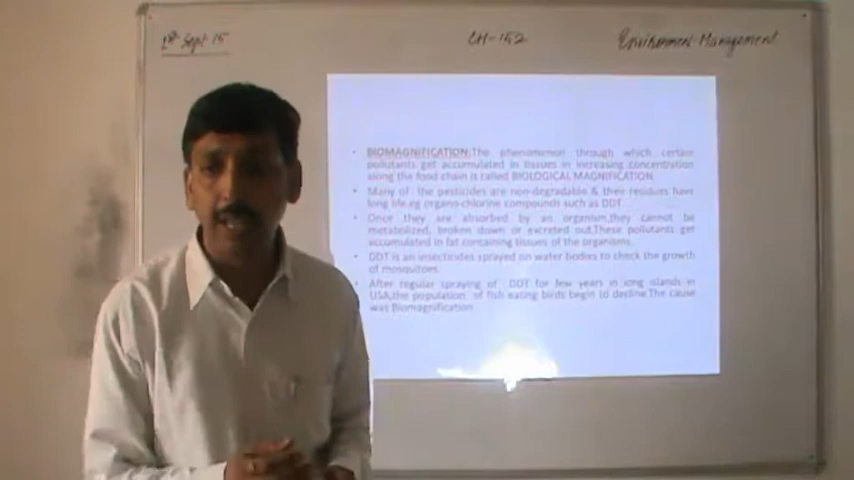 1st Sept 15 CH-152 Environment-Management
• BIOMAGNIFICATION:The phenomenon through which certain
pollutants get accumulated in tissues in increasing concentration
along the food chain is called BIOLOGICAL MAGNIFICATION.
• Many of the pesticides are non-degradable & their residues have
long life.eg organo-chlorine compounds such as DDT
• Once they are absorbed by an organism,they cannot be
metabolized, broken down or excreted out.These pollutants get
accumulated in fat containing tissues of the organisms.
• DDT is an insecticides sprayed on water bodies to check the growth
of mosquitoes.
• After regular spraying of DDT for few years in long islands in
USA,the population of fish eating birds begin to decline.The cause
was Biomagnification